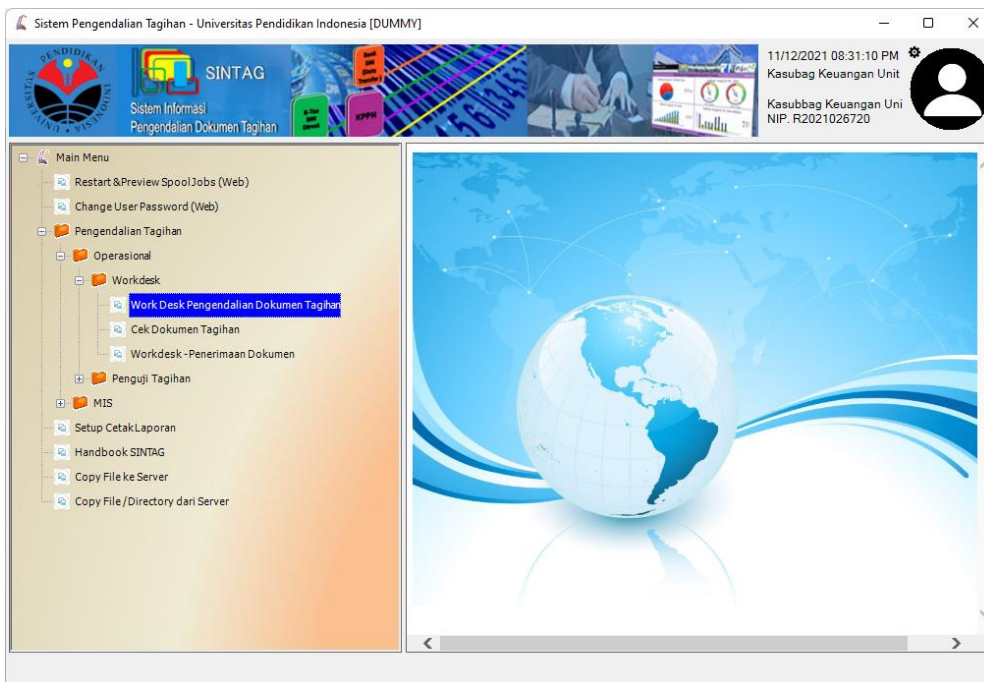 Sistem Pengendalian Tagihan - Universitas Pendidikan Indonesia [DUMMY]
UNIVERSITAS PENDIDIKAN INDONESIA
SINTAG
Sistem Informasi
Pengendalian Dokumen Tagihan
KPPN
11/12/2021 08:31:10 PM
Kasubag Keuangan Unit
Kasubbag Keuangan Uni
NIP. R2021026720
Main Menu
Restart &Preview Spool Jobs (Web)
Change User Password (Web)
Pengendalian Tagihan
Operasional
Workdesk
Work Desk Pengendalian Dokumen Tagihan
Cek Dokumen Tagihan
Workdesk - Penerimaan Dokumen
Penguji Tagihan
MIS
Setup Cetak Laporan
Handbook SINTAG
Copy File ke Server
Copy File / Directory dari Server